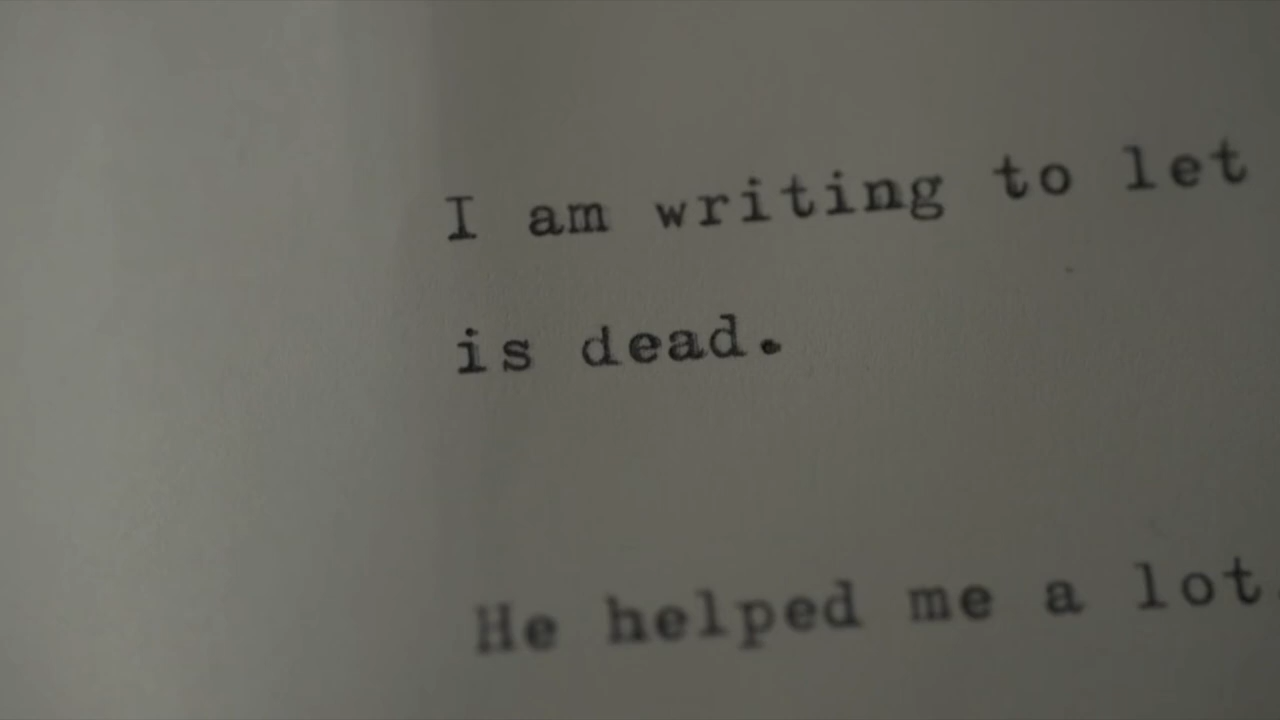 I am writing to let
is dead.
He helped me a lot